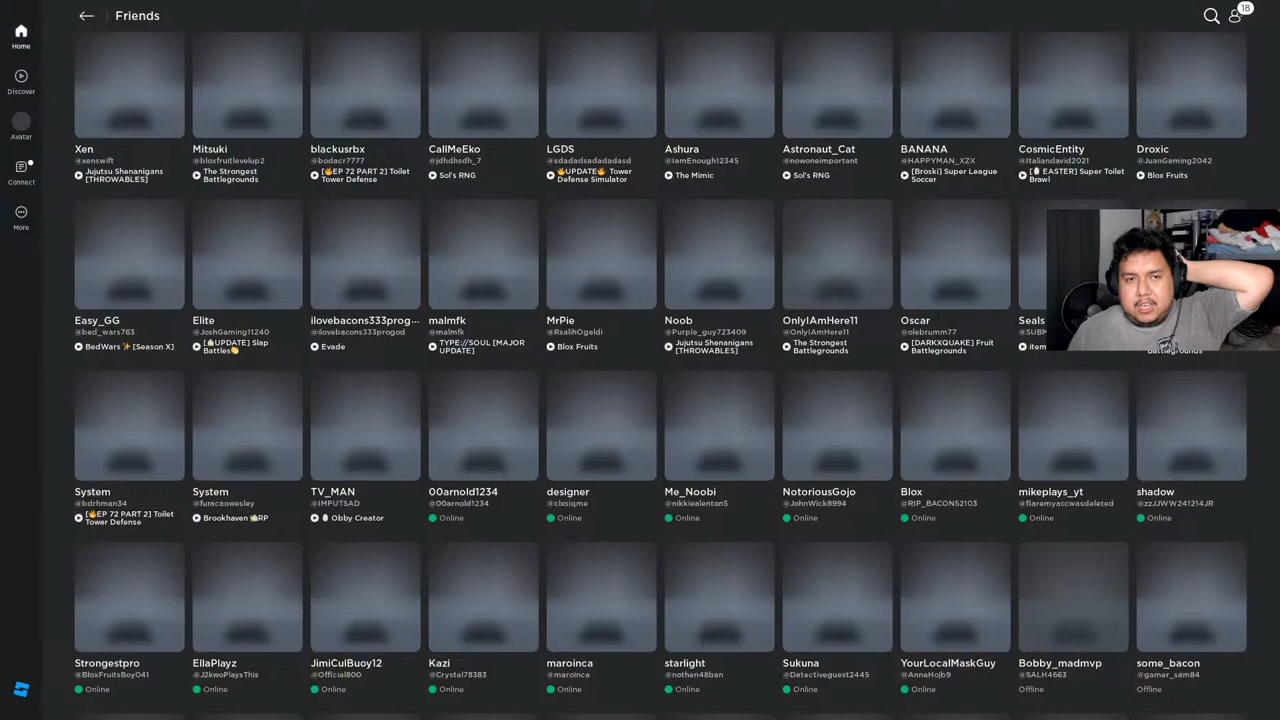 Friends
18
Home
Discover
Avatar
Connect
More
Xen
@xenswift
Jujutsu Shenanigans
[THROWABLES]
Mitsuki
@bloxfruitlevelup2
The Strongest
Battlegrounds
blackusrbx
@bodacr7777
[🔥EP 72 PART 2] Toilet
Tower Defense
CallMeEko
@jdhdhsdh_7
Sol's RNG
LGDS
@sdadadsadadadasd
🔥UPDATE🔥 Tower
Defense Simulator
Ashura
@IamEnough12345
The Mimic
Astronaut_Cat
@nowoneimportant
Sol's RNG
BANANA
@HAPPYMAN_XZX
[Broski] Super League
Soccer
CosmicEntity
@Italiandavid2021
[🥚 EASTER] Super Toilet
Brawl
Droxic
@JuanGaming2042
Blox Fruits
Easy_GG
@bed_wars763
BedWars ✨ [Season X]
Elite
@JoshGaming11240
[🥚UPDATE] Slap
Battles👏
ilovebacons333prog...
@ilovebacons333progod
Evade
malmfk
@malmfk
TYPE://SOUL [MAJOR
UPDATE]
MrPie
@RsalihOgeldi
Blox Fruits
Noob
@Purple_guy723409
Jujutsu Shenanigans
[THROWABLES]
OnlyIAmHere11
@OnlyIAmHere11
The Strongest
Battlegrounds
Oscar
@olebrumm77
[DARKXQUAKE] Fruit
Battlegrounds
Seals
@SUBM
item
Battlegrounds
System
@bdrhman34
[🔥EP 72 PART 2] Toilet
Tower Defense
System
@furacaowesley
Brookhaven 🏡RP
TV_MAN
@IMPUTSAD
🥚 Obby Creator
00arnold1234
@00arnold1234
Online
designer
@clxsiqme
Online
Me_Noobi
@nikkiealenton5
Online
NotoriousGojo
@JohnWick8994
Online
Blox
@RIP_BACONS2103
Online
mikeplays_yt
@flaremyaccwasdeleted
Online
shadow
@zzJJWW241214JR
Online
Strongestpro
@BloxFruitsBoy041
Online
EllaPlayz
@J2kwoPlaysThis
Online
JimiCulBuoy12
@Official800
Online
Kazi
@Crystal78383
Online
maroinca
@maroinca
Online
starlight
@nothen48ban
Online
Sukuna
@Detectiveguest2445
Online
YourLocalMaskGuy
@AnnaHojb9
Online
Bobby_madmvp
@SALH4663
Offline
some_bacon
@gamer_sam84
Offline